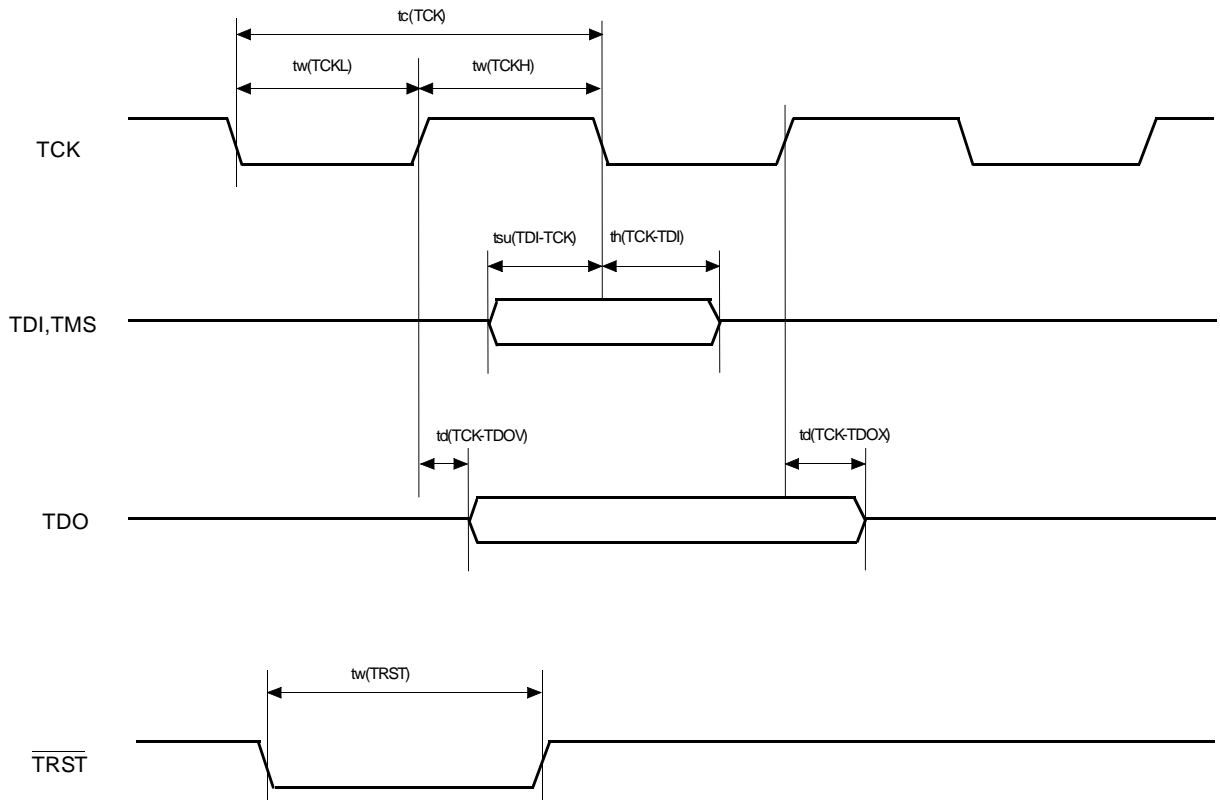 tc(TCK)
tw(TCKL) tw(TCKH)
TCK
tsu(TDI-TCK) th(TCK-TDI)
TDI,TMS
td(TCK-TDOV) td(TCK-TDOX)
TDO
tw(TRST)
TRST